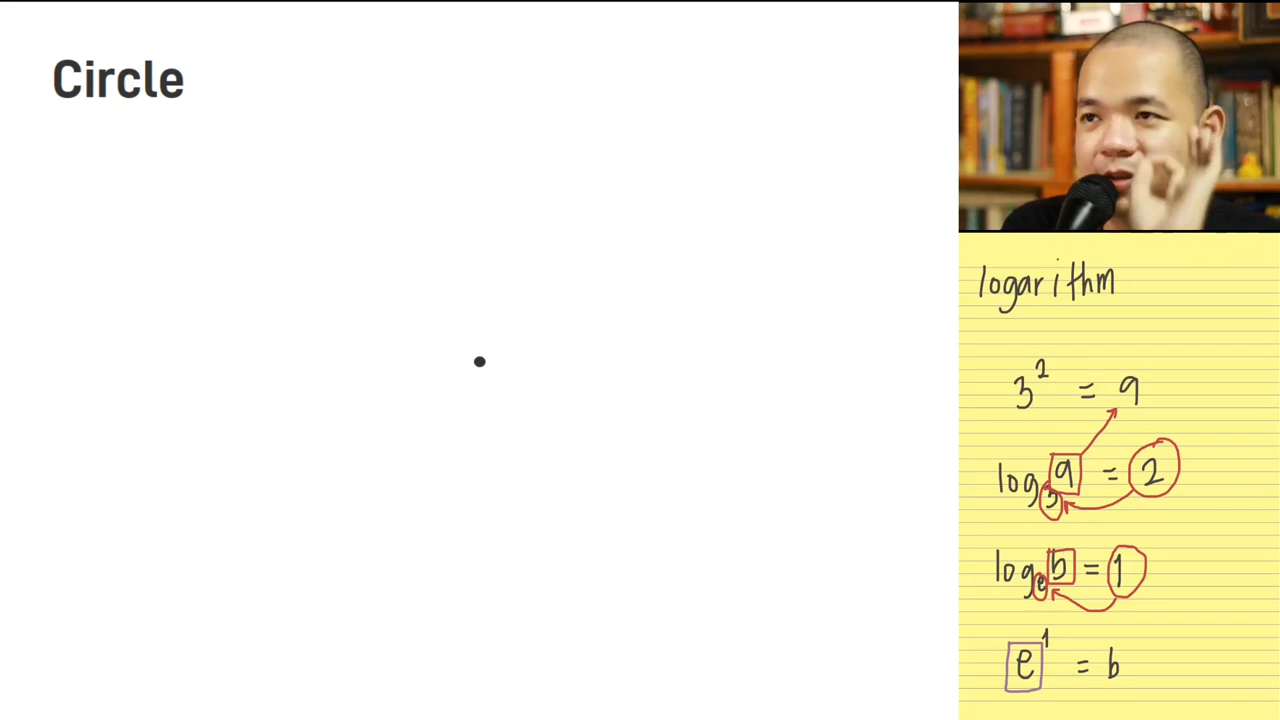 Circle
logarithm
3² = 9
log₃ 9 = 2
logₑ b = 1
e¹ = b